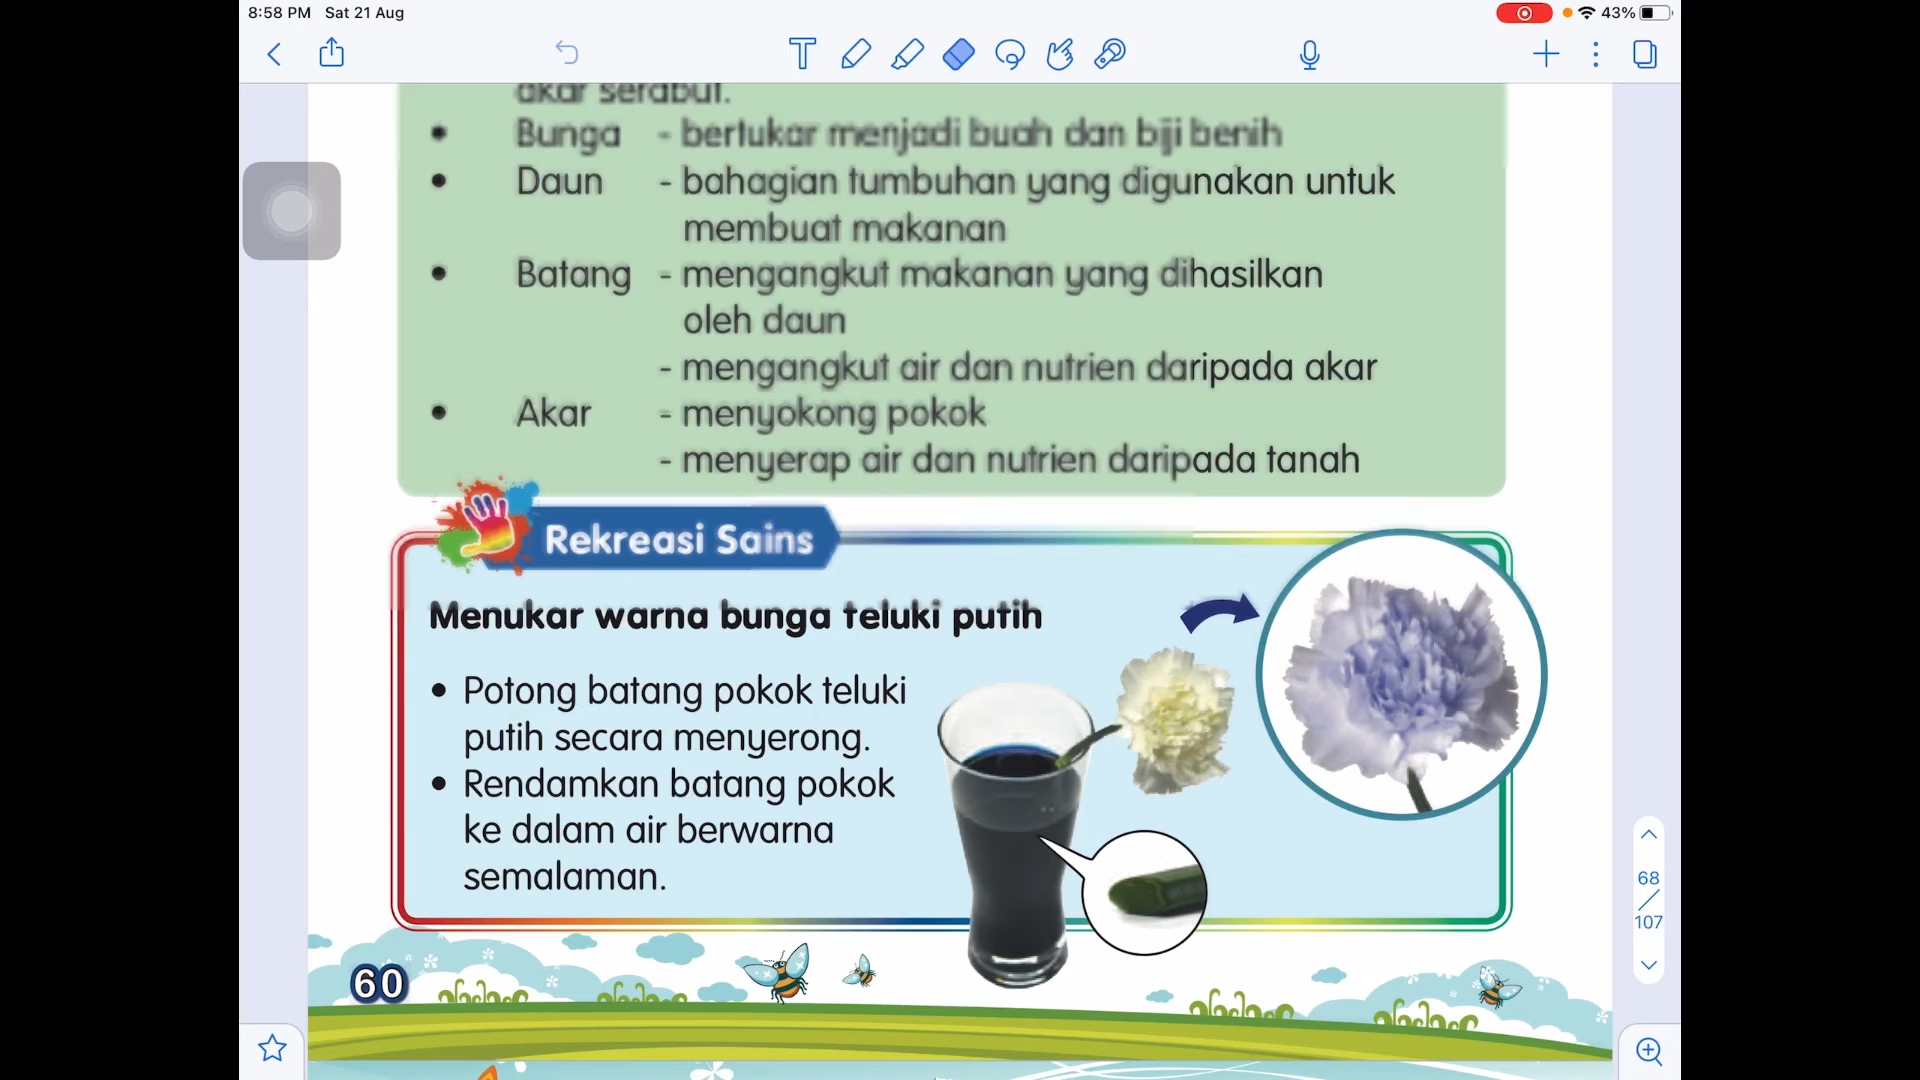 8:58 PM Sat 21 Aug
43%
akar serabut.
• Bunga - bertukar menjadi buah dan biji benih
• Daun - bahagian tumbuhan yang digunakan untuk
membuat makanan
• Batang - mengangkut makanan yang dihasilkan
oleh daun
- mengangkut air dan nutrien daripada akar
• Akar - menyokong pokok
- menyerap air dan nutrien daripada tanah
Rekreasi Sains
Menukar warna bunga teluki putih
• Potong batang pokok teluki
putih secara menyerong.
• Rendamkan batang pokok
ke dalam air berwarna
semalaman.
68
/
107
60